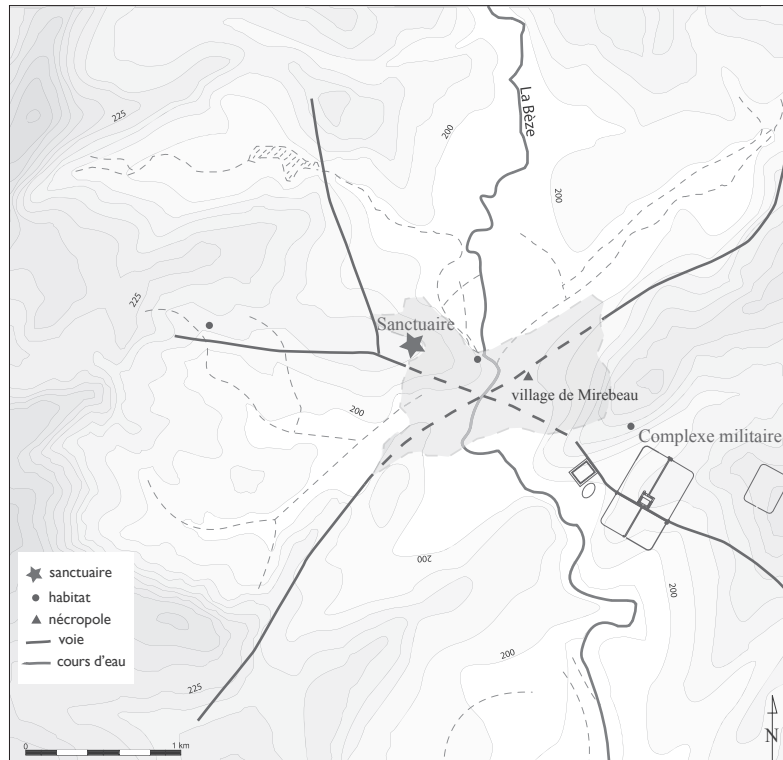 225
200
La Bèze
200
225
Sanctuaire
village de Mirebeau
200
Complexe militaire
200
200
200
225
sanctuaire
habitat
nécropole
voie
cours d'eau
0
1 km
N